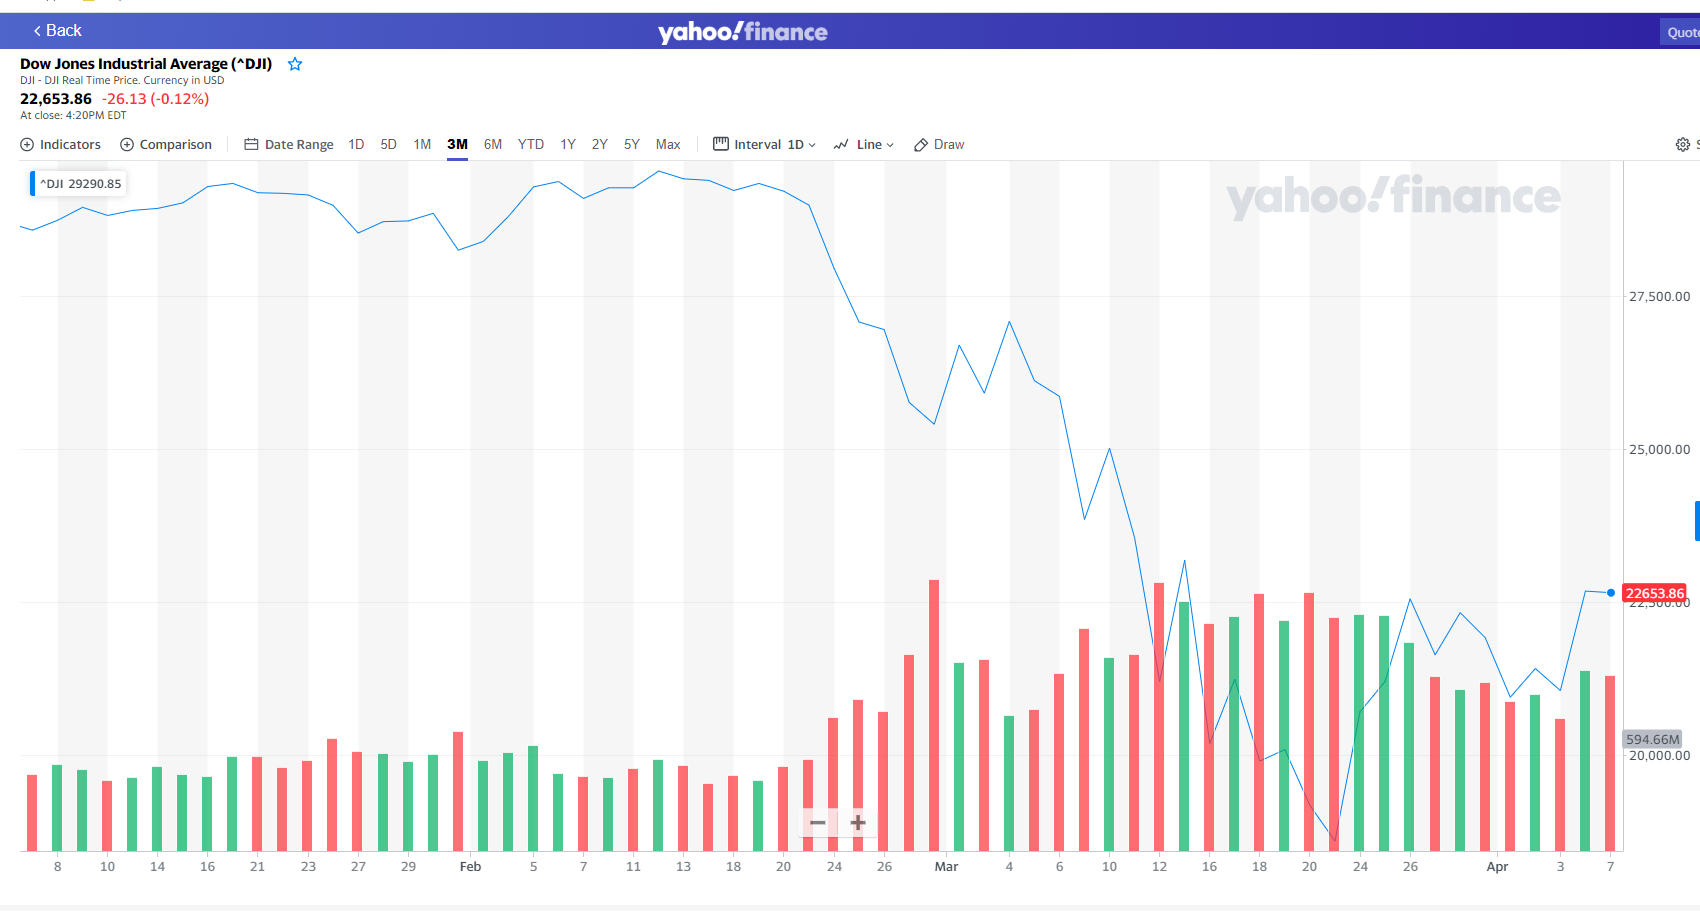 Back
yahoo!finance
Dow Jones Industrial Average (^DJI)
DJI - DJI Real Time Price. Currency in USD
22,653.86 -26.13 (-0.12%)
At close: 4:20PM EDT
Indicators Comparison Date Range 1D 5D 1M 3M 6M YTD 1Y 2Y 5Y Max Interval 1D Line Draw
^DJI 29290.85
yahoo!finance
27,500.00
25,000.00
22653.86
22,500.00
594.66M
20,000.00
8 10 14 16 21 23 27 29 Feb 5 7 11 13 18 20 24 26 Mar 4 6 10 12 16 18 20 24 26 Apr 3 7